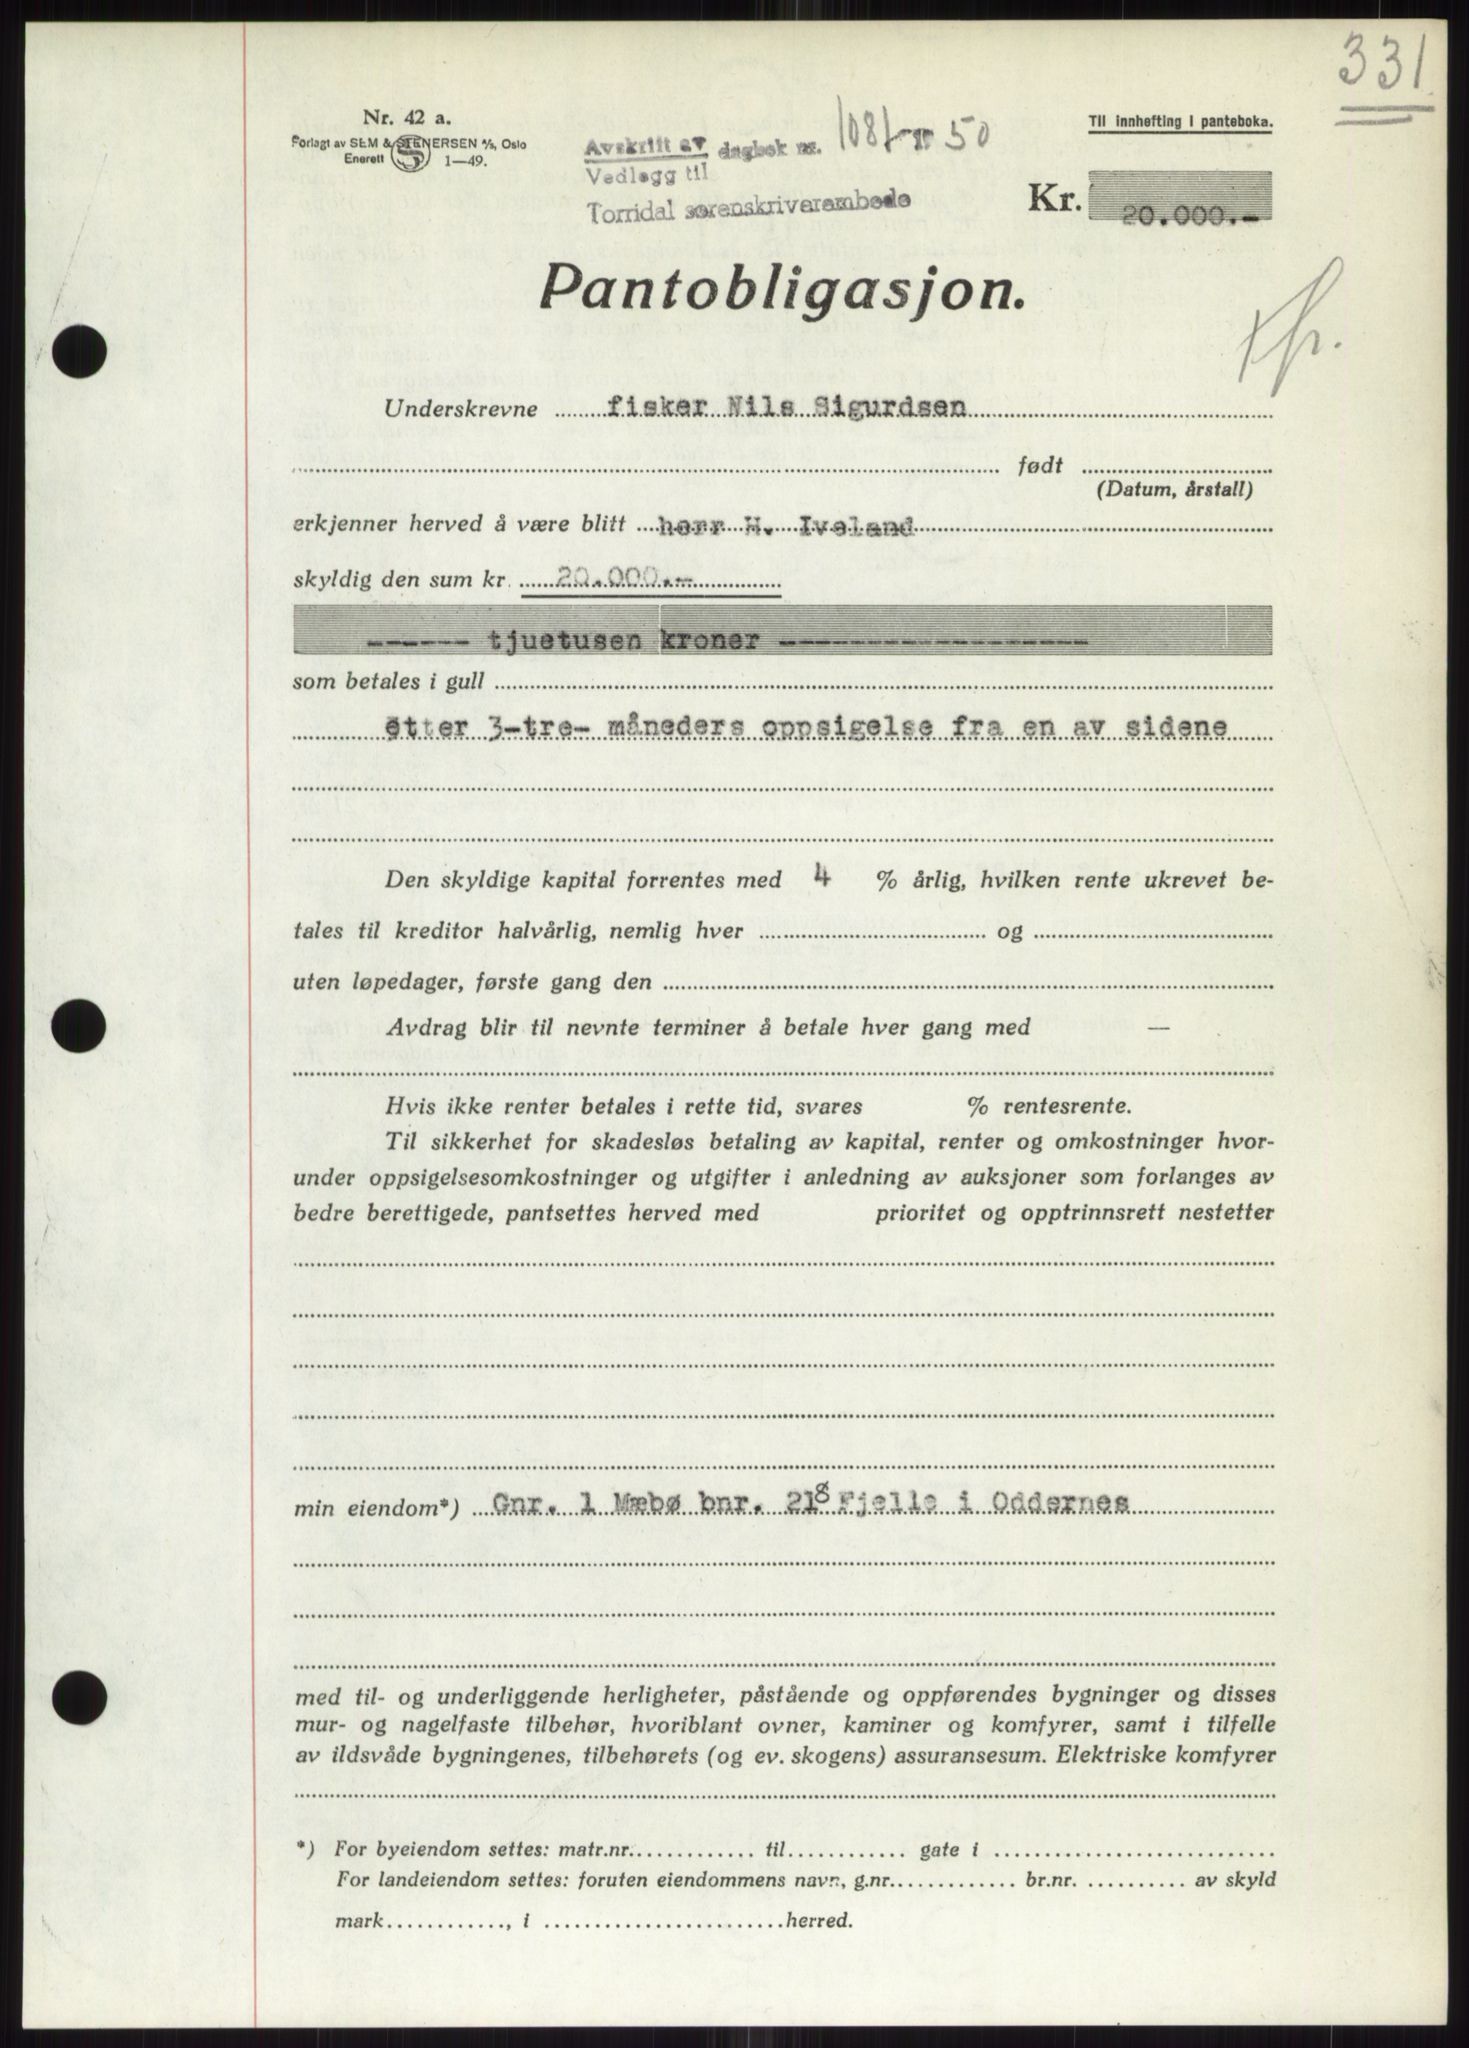 331
Nr. 42 a.
Forlagt av SEM & STENERSEN A/S, Oslo
Enerett 1—49.
Avskrift av dagbok nr. 1081 19 50
Vedlegg til
Torridal sorenskriverembede
Til innhefting i panteboka.
Kr. 20.000.-
Pantobligasjon.
Underskrevne fisker Nils Sigurdsen
født
(Datum, årstall)
erkjenner herved å være blitt herr H. Iveland
skyldig den sum kr. 20.000.-
------ tjuetusen kroner ------------------
som betales i gull
etter 3-tre- måneders oppsigelse fra en av sidene
Den skyldige kapital forrentes med 4 % årlig, hvilken rente ukrevet be-
tales til kreditor halvårlig, nemlig hver og
uten løpedager, første gang den
Avdrag blir til nevnte terminer å betale hver gang med —
Hvis ikke renter betales i rette tid, svares % rentesrente.
Til sikkerhet for skadesløs betaling av kapital, renter og omkostninger hvor-
under oppsigelsesomkostninger og utgifter i anledning av auksjoner som forlanges av
bedre berettigede, pantsettes herved med prioritet og opptrinnsrett nestetter
min eiendom*) Gnr. 1 Mæbø bnr. 218 Fjelle i Oddernes
med til- og underliggende herligheter, påstående og oppførendes bygninger og disses
mur- og nagelfaste tilbehør, hvoriblant ovner, kaminer og komfyrer, samt i tilfelle
av ildsvåde bygningenes, tilbehørets (og ev. skogens) assuransesum. Elektriske komfyrer
*) For byeiendom settes: matr.nr. til gate i
For landeiendom settes: foruten eiendommens navn, g.nr. br.nr. av skyld
mark , i herred.